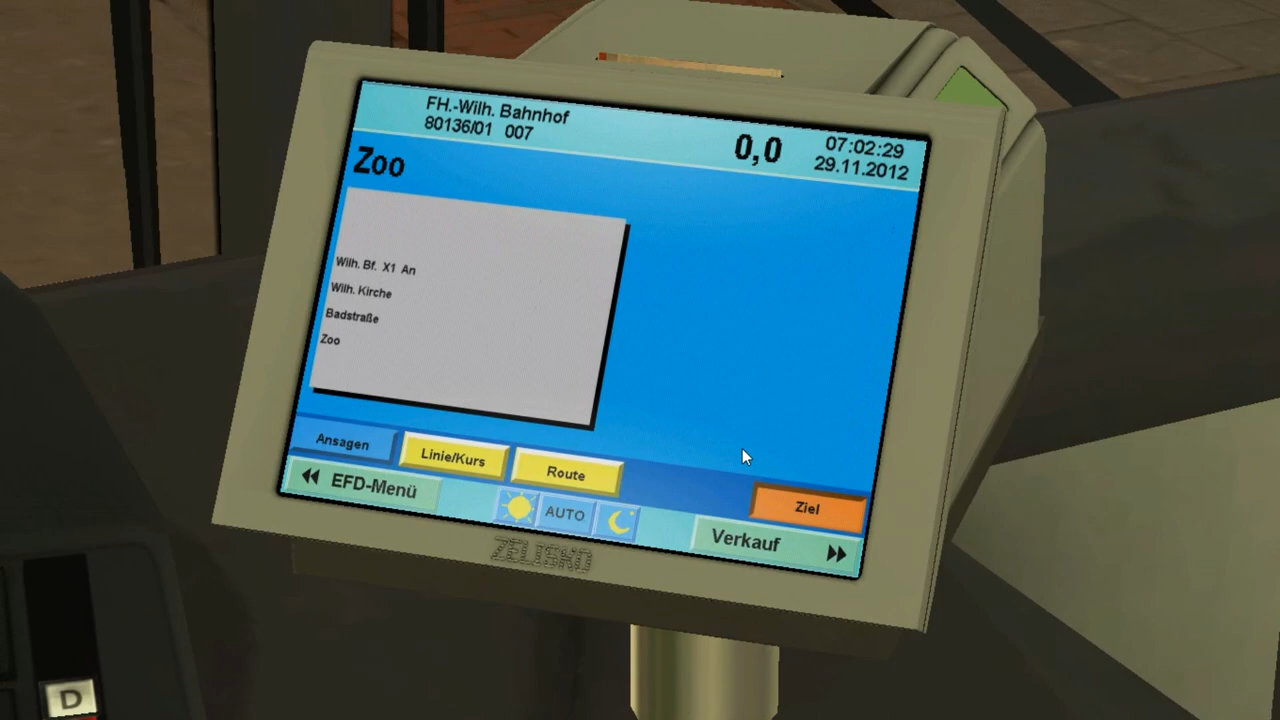 FH.-Wilh. Bahnhof
80136/01 007
0,0
07:02:29
29.11.2012
Zoo
Wilh. Bf. X1 An
Wilh. Kirche
Badstraße
Zoo
Ansagen
Linie/Kurs
Route
Ziel
EFD-Menü
AUTO
Verkauf
ZELISKO
D